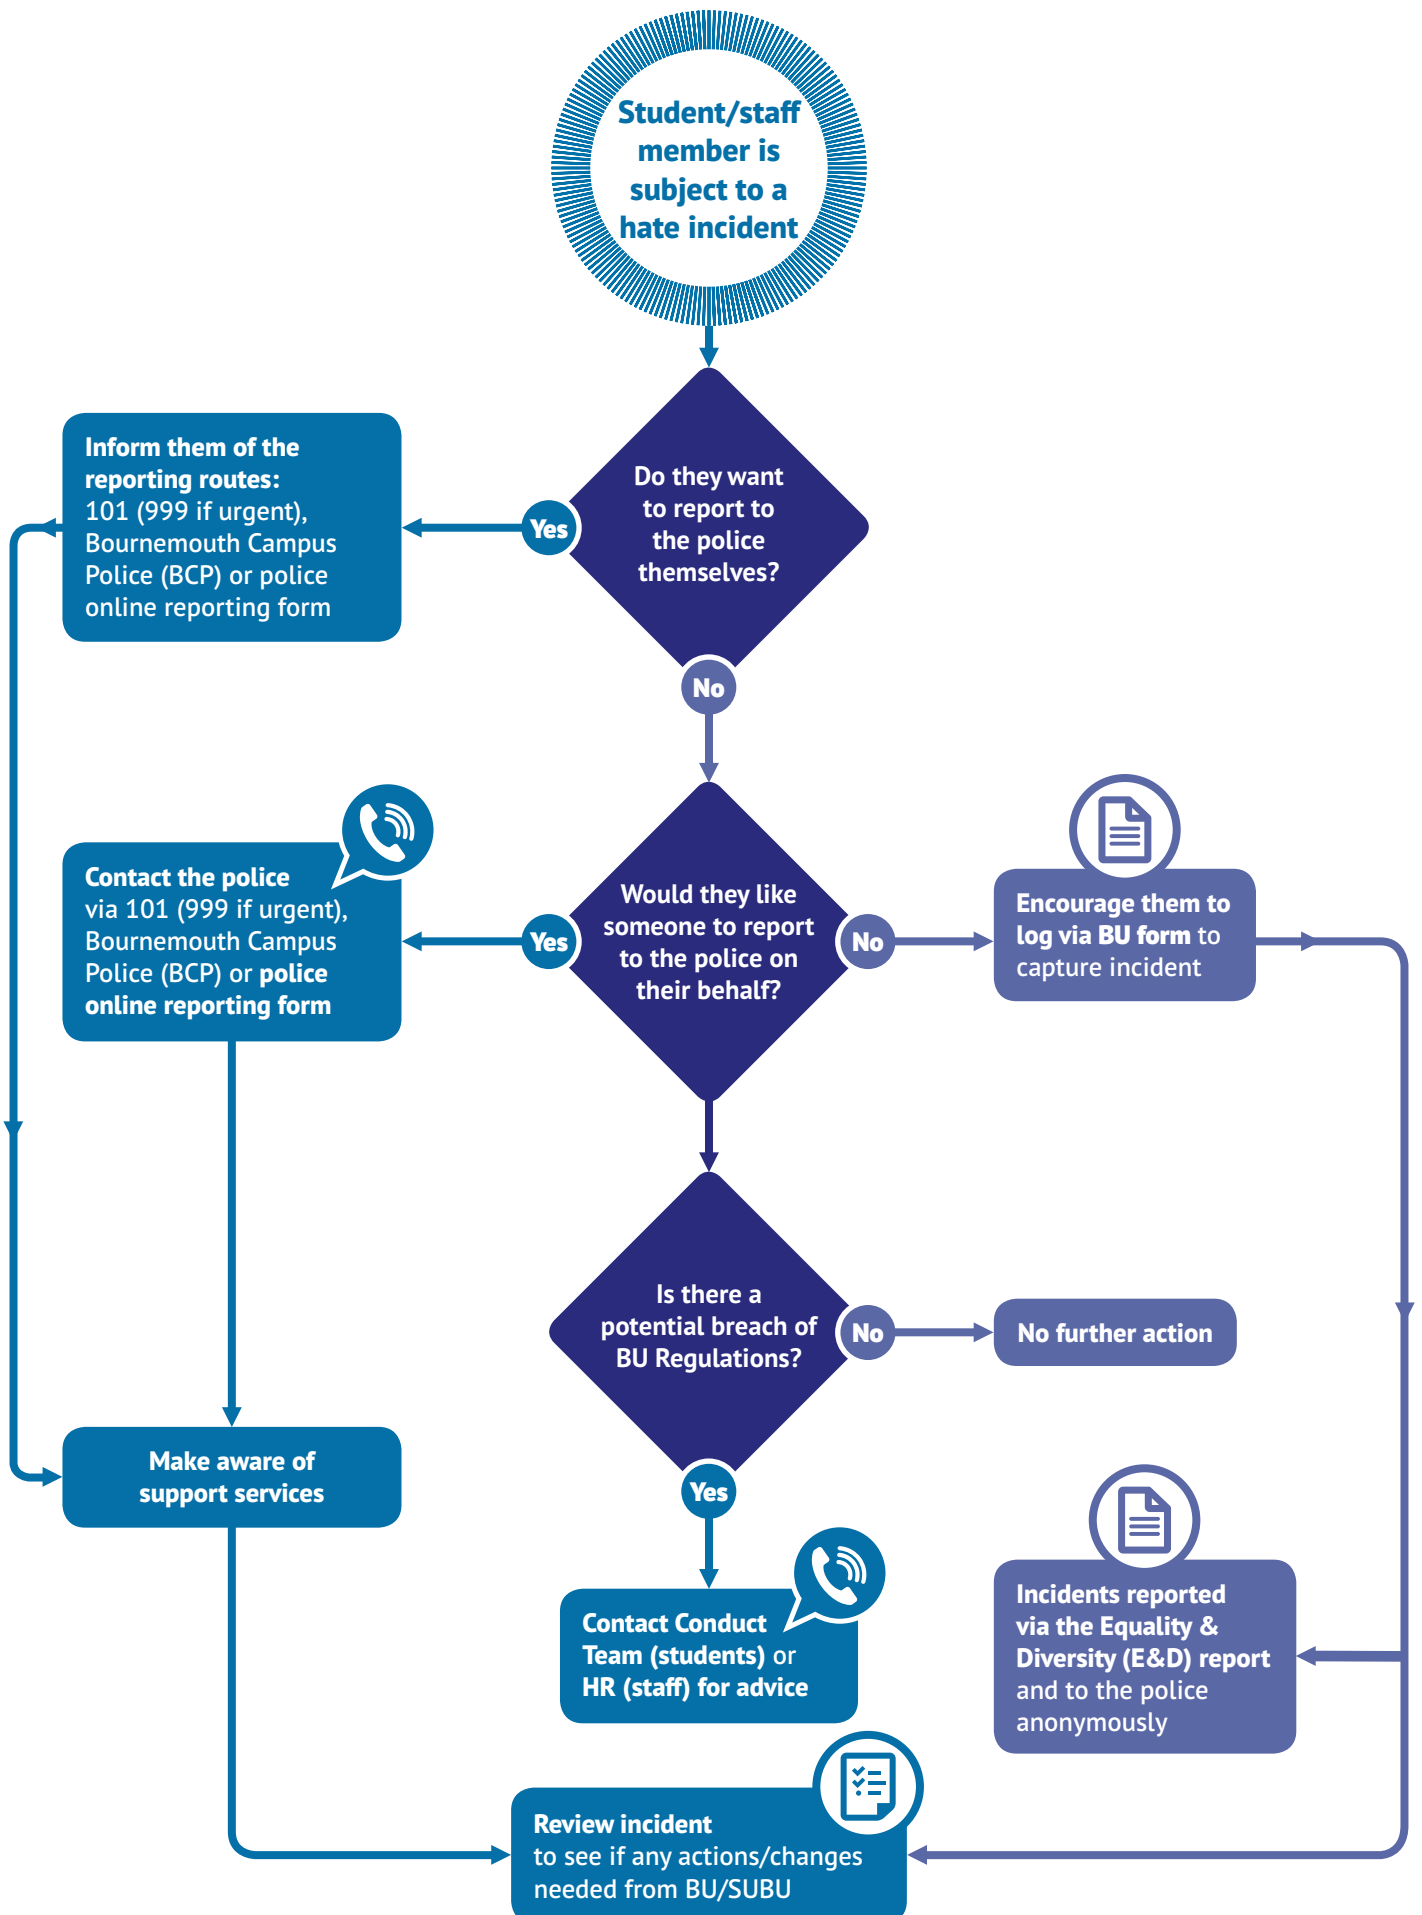 Student/staff
member is
subject to a
hate incident
Do they want
to report to
the police
themselves?
Yes
Inform them of the
reporting routes:
101 (999 if urgent),
Bournemouth Campus
Police (BCP) or police
online reporting form
No
Would they like
someone to report
to the police on
their behalf?
Yes
Contact the police
via 101 (999 if urgent),
Bournemouth Campus
Police (BCP) or police
online reporting form
No
Encourage them to
log via BU form to
capture incident
Is there a
potential breach of
BU Regulations?
No
No further action
Yes
Make aware of
support services
Contact Conduct
Team (students) or
HR (staff) for advice
Incidents reported
via the Equality &
Diversity (E&D) report
and to the police
anonymously
Review incident
to see if any actions/changes
needed from BU/SUBU